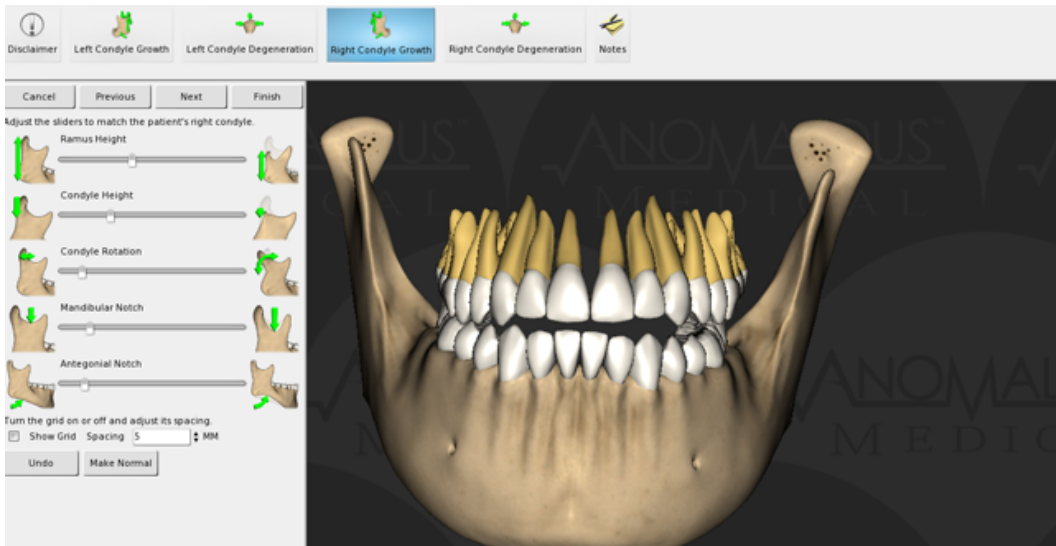 Disclaimer
Left Condyle Growth
Left Condyle Degeneration
Right Condyle Growth
Right Condyle Degeneration
Notes
Cancel
Previous
Next
Finish
Adjust the sliders to match the patient's right condyle.
Ramus Height
Condyle Height
Condyle Rotation
Mandibular Notch
Antegonial Notch
Turn the grid on or off and adjust its spacing.
Show Grid Spacing 5 MM
Undo
Make Normal
ANOMALOUS
MEDICAL